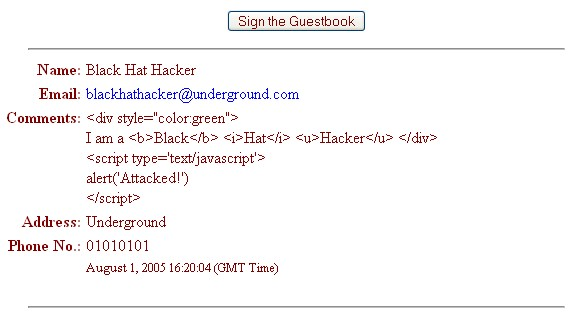 Sign the Guestbook
Name: Black Hat Hacker
Email: blackhathacker@underground.com
Comments: <div style="color:green">
I am a <b>Black</b> <i>Hat</i> <u>Hacker</u> </div>
<script type='text/javascript'>
alert('Attacked!')
</script>
Address: Underground
Phone No.: 01010101
August 1, 2005 16:20:04 (GMT Time)